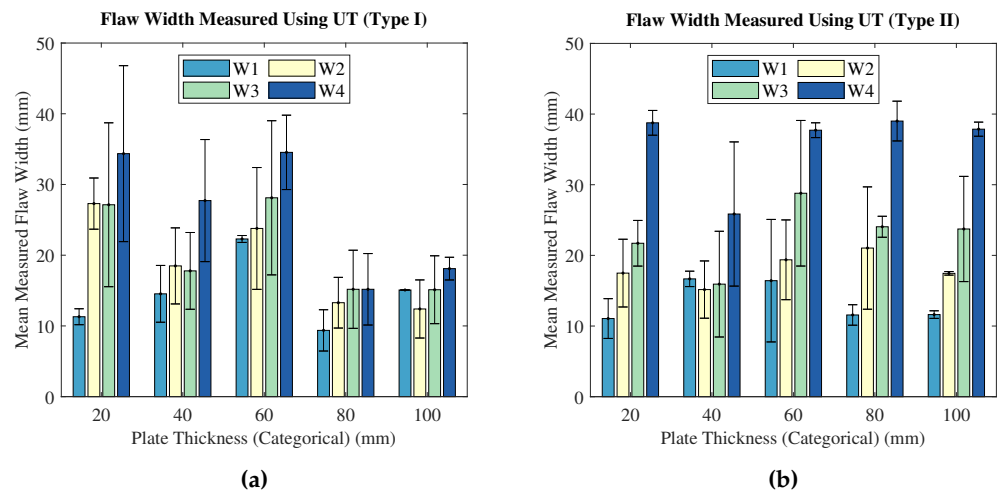 Flaw Width Measured Using UT (Type I)
50
40
30
20
10
0
Mean Measured Flaw Width (mm)
W1 W2
W3 W4
20 40 60 80 100
Plate Thickness (Categorical) (mm)
(a)
Flaw Width Measured Using UT (Type II)
50
40
30
20
10
0
Mean Measured Flaw Width (mm)
W1 W2
W3 W4
20 40 60 80 100
Plate Thickness (Categorical) (mm)
(b)